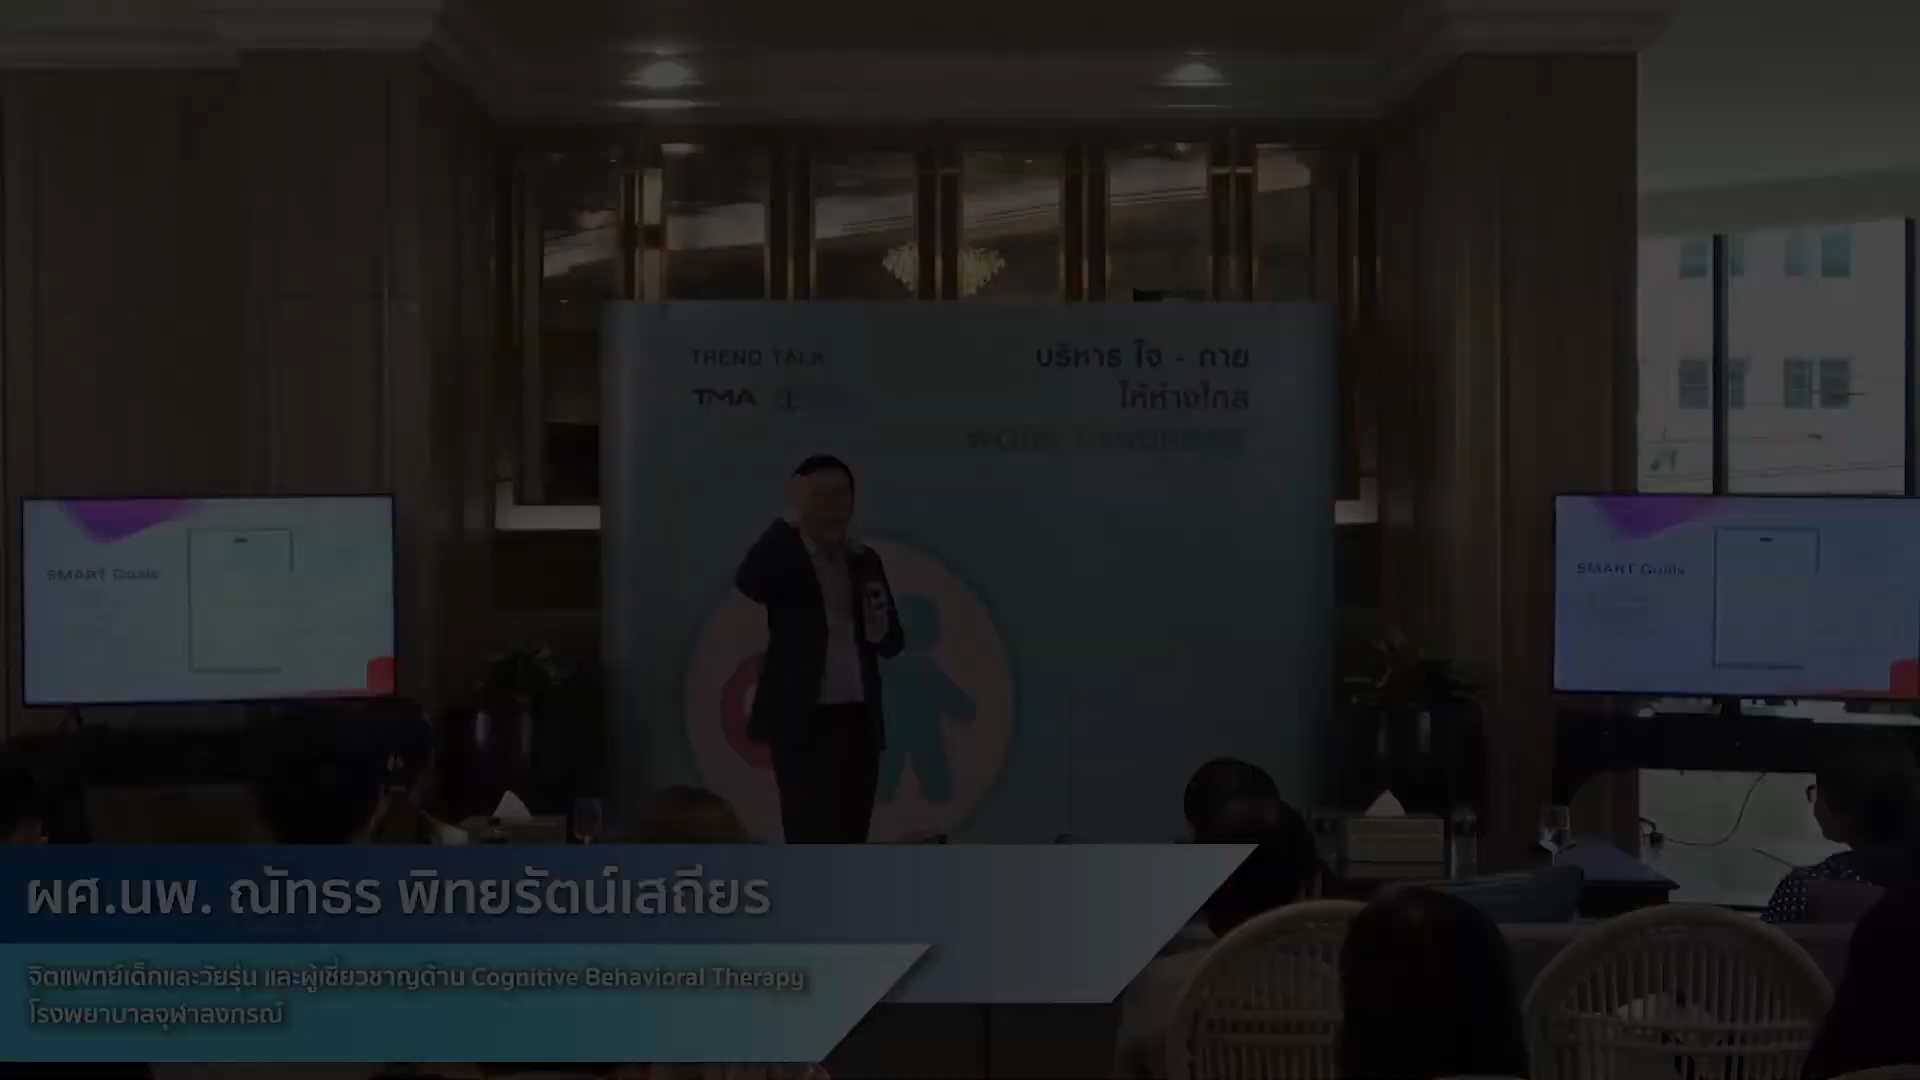 TREND TALK
TMA
บริหาร ใจ - กาย
ให้ห่างไกล
SMART Goals
SMART Goals
ผศ.นพ. ณัทธร พิทยรัตน์เสถียร
จิตแพทย์เด็กและวัยรุ่น และผู้เชี่ยวชาญด้าน Cognitive Behavioral Therapy
โรงพยาบาลจุฬาลงกรณ์